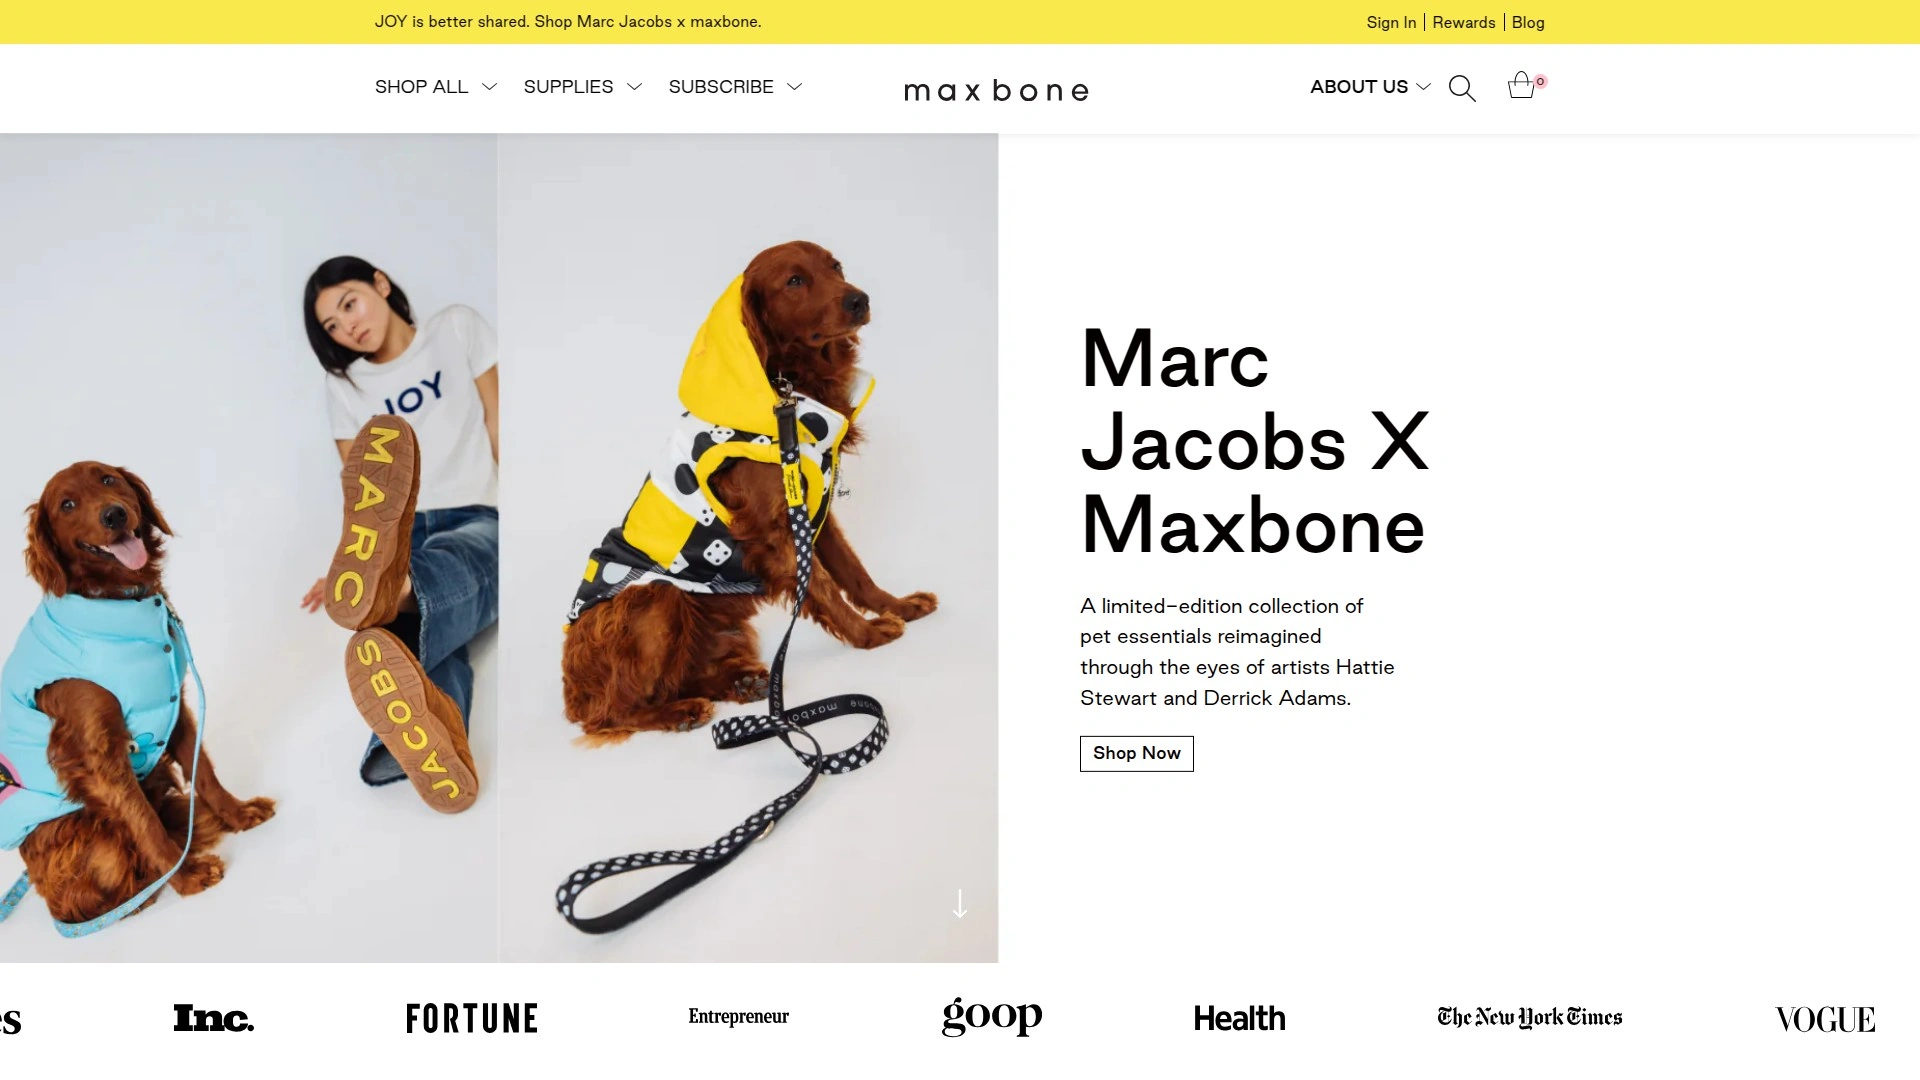 JOY is better shared. Shop Marc Jacobs x maxbone.
Sign In | Rewards | Blog
SHOP ALL
SUPPLIES
SUBSCRIBE
maxbone
ABOUT US
0
JOY
MARC
JACOBS
maxbone
Marc
Jacobs X
Maxbone
A limited-edition collection of
pet essentials reimagined
through the eyes of artists Hattie
Stewart and Derrick Adams.
Shop Now
es
Inc.
FORTUNE
Entrepreneur
goop
Health
The New York Times
VOGUE